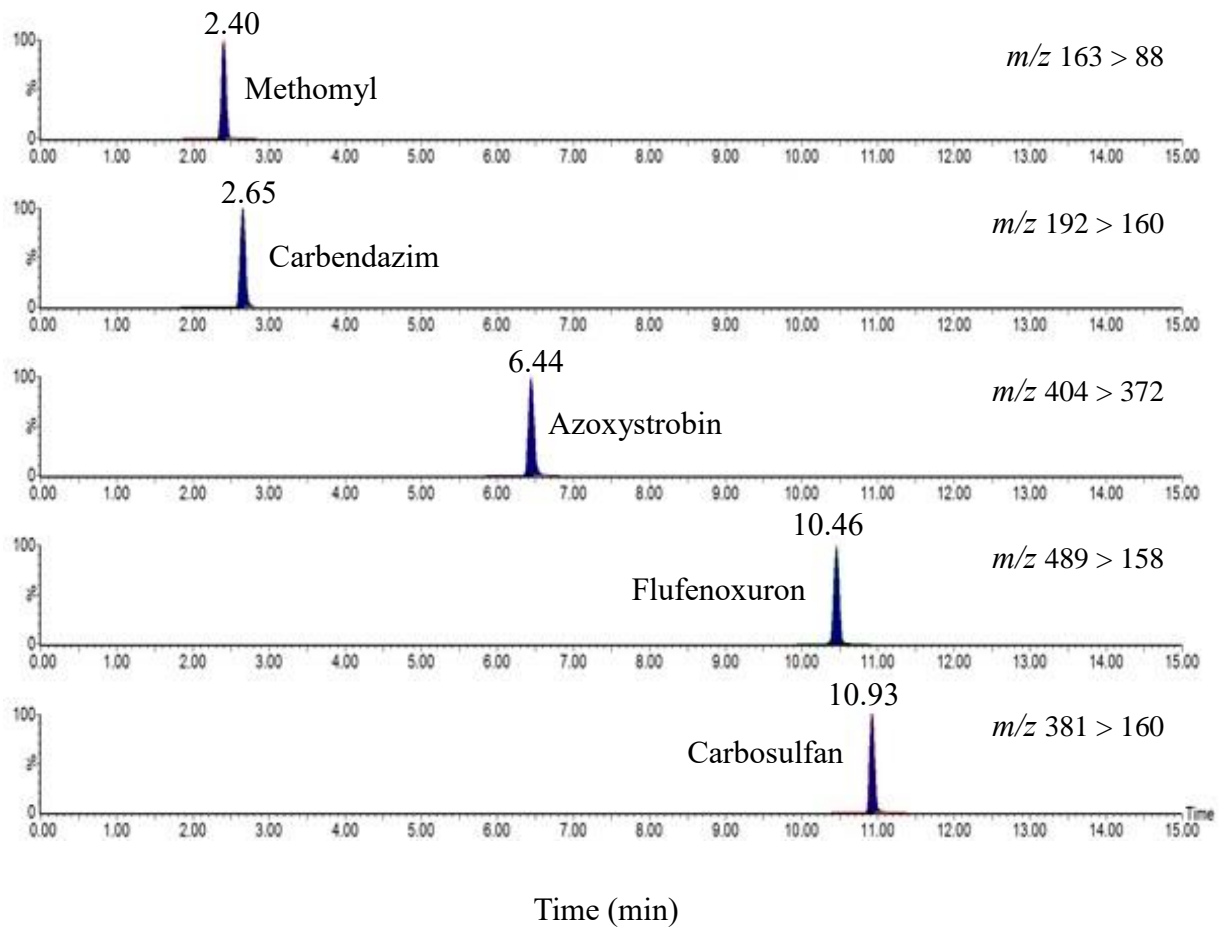 2.40
100
m/z 163 > 88
Methomyl
%
0
0.00 1.00 2.00 3.00 4.00 5.00 6.00 7.00 8.00 9.00 10.00 11.00 12.00 13.00 14.00 15.00
2.65
100
m/z 192 > 160
Carbendazim
%
0
0.00 1.00 2.00 3.00 4.00 5.00 6.00 7.00 8.00 9.00 10.00 11.00 12.00 13.00 14.00 15.00
6.44
100
m/z 404 > 372
Azoxystrobin
%
0
0.00 1.00 2.00 3.00 4.00 5.00 6.00 7.00 8.00 9.00 10.00 11.00 12.00 13.00 14.00 15.00
10.46
100
m/z 489 > 158
Flufenoxuron
%
0
0.00 1.00 2.00 3.00 4.00 5.00 6.00 7.00 8.00 9.00 10.00 11.00 12.00 13.00 14.00 15.00
10.93
100
m/z 381 > 160
Carbosulfan
%
0
Time
0.00 1.00 2.00 3.00 4.00 5.00 6.00 7.00 8.00 9.00 10.00 11.00 12.00 13.00 14.00 15.00
Time (min)